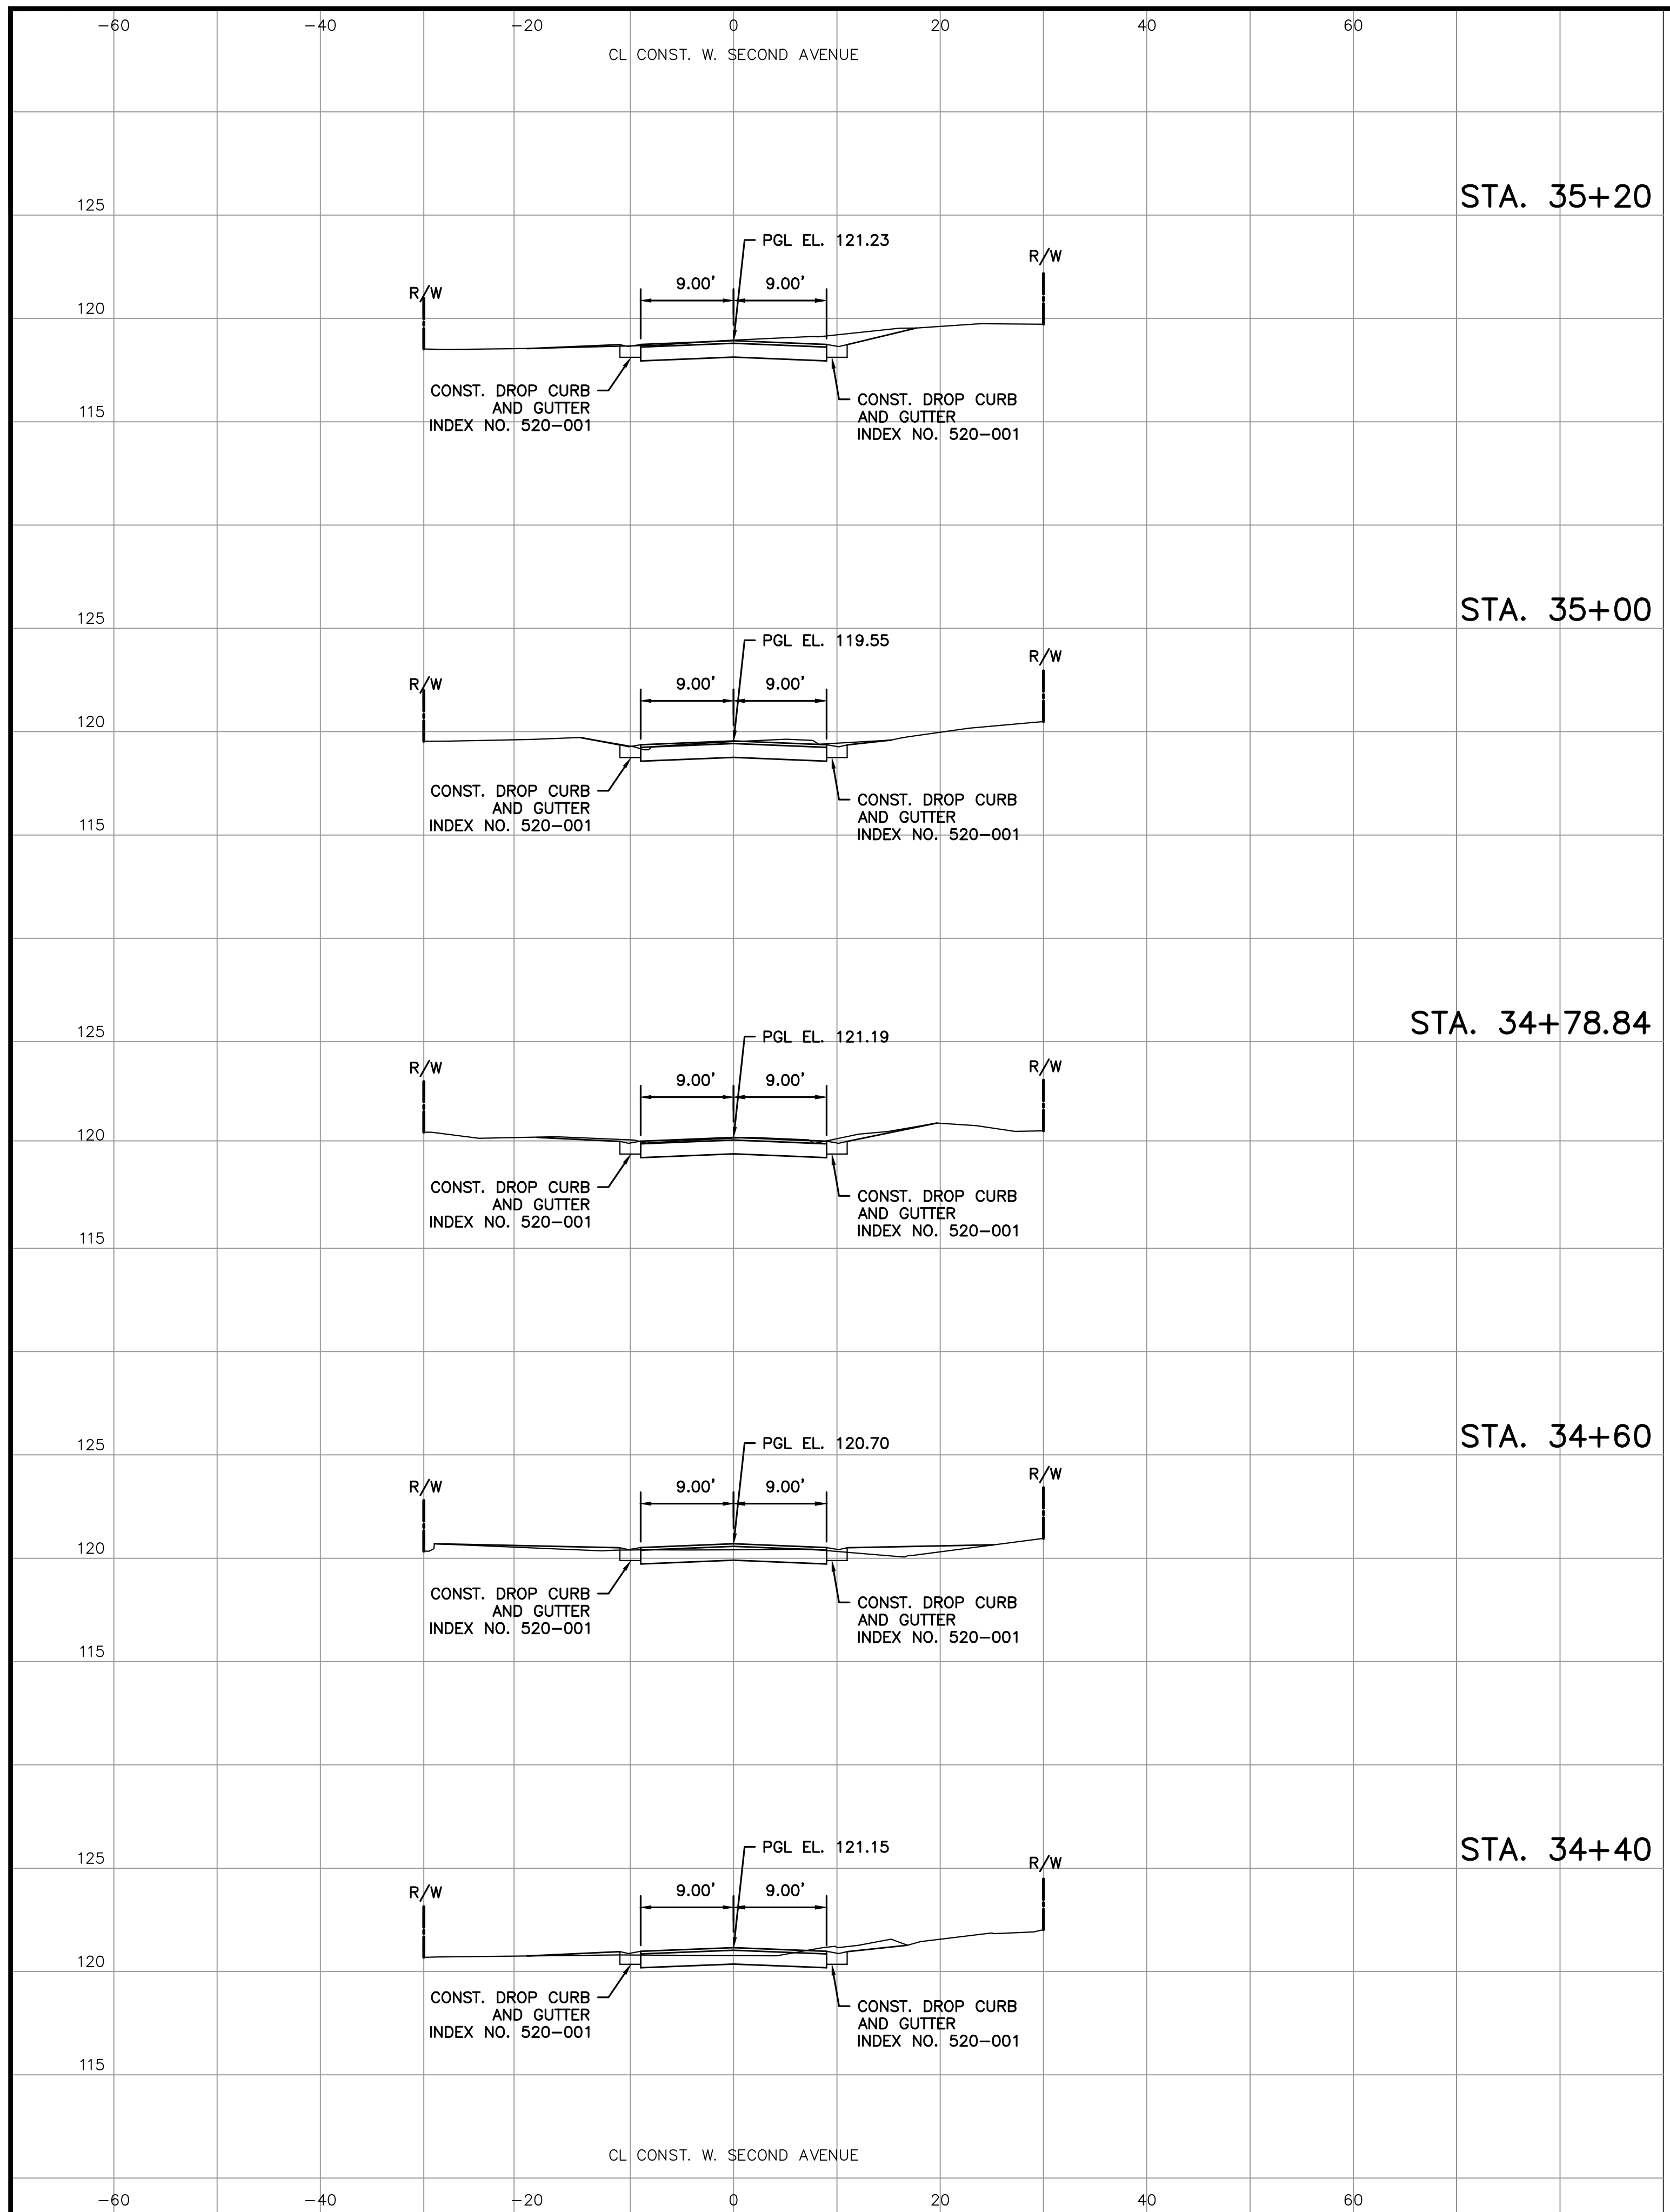 -60 -40 -20 0 20 40 60
CL CONST. W. SECOND AVENUE
STA. 35+20
125
PGL EL. 121.23
R/W
9.00' 9.00'
R/W
120
CONST. DROP CURB
AND GUTTER
INDEX NO. 520-001
CONST. DROP CURB
AND GUTTER
INDEX NO. 520-001
115
STA. 35+00
125
PGL EL. 119.55
R/W
9.00' 9.00'
R/W
120
CONST. DROP CURB
AND GUTTER
INDEX NO. 520-001
CONST. DROP CURB
AND GUTTER
INDEX NO. 520-001
115
STA. 34+78.84
125
PGL EL. 121.19
R/W
R/W
9.00' 9.00'
120
CONST. DROP CURB
AND GUTTER
INDEX NO. 520-001
CONST. DROP CURB
AND GUTTER
INDEX NO. 520-001
115
STA. 34+60
125
PGL EL. 120.70
R/W
R/W
9.00' 9.00'
120
CONST. DROP CURB
AND GUTTER
INDEX NO. 520-001
CONST. DROP CURB
AND GUTTER
INDEX NO. 520-001
115
STA. 34+40
125
PGL EL. 121.15
R/W
R/W
9.00' 9.00'
120
CONST. DROP CURB
AND GUTTER
INDEX NO. 520-001
CONST. DROP CURB
AND GUTTER
INDEX NO. 520-001
115
CL CONST. W. SECOND AVENUE
-60 -40 -20 0 20 40 60